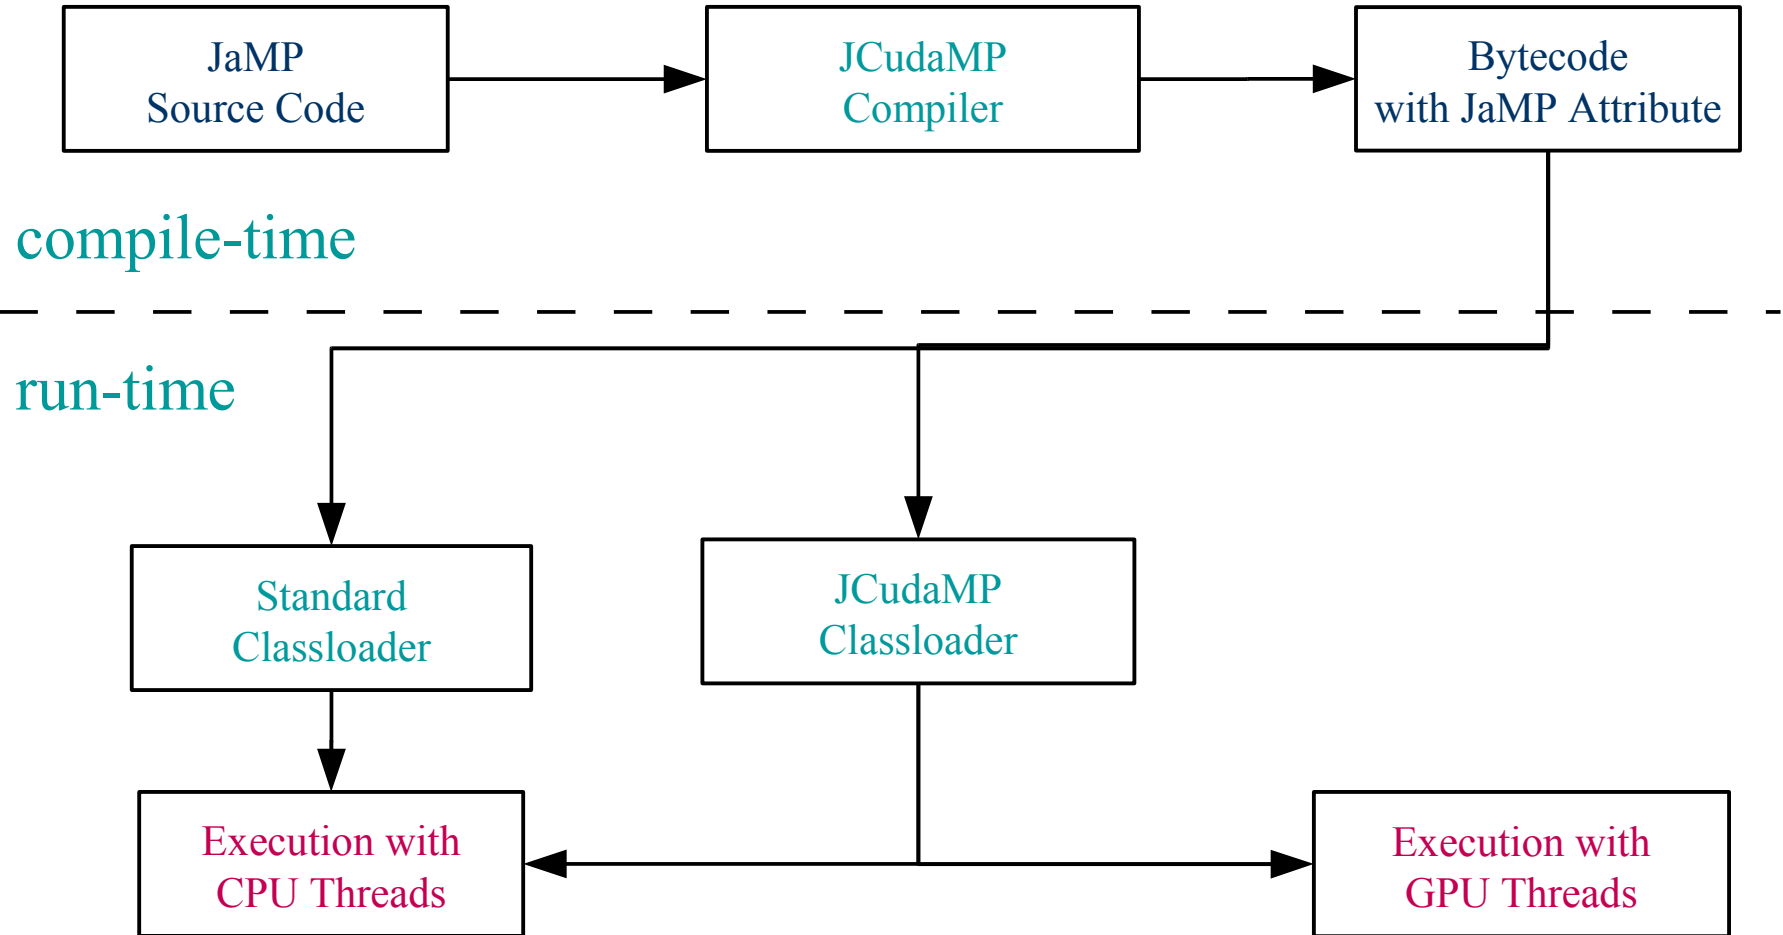 JaMP
Source Code
JCudaMP
Compiler
Bytecode
with JaMP Attribute
compile-time
run-time
Standard
Classloader
JCudaMP
Classloader
Execution with
CPU Threads
Execution with
GPU Threads